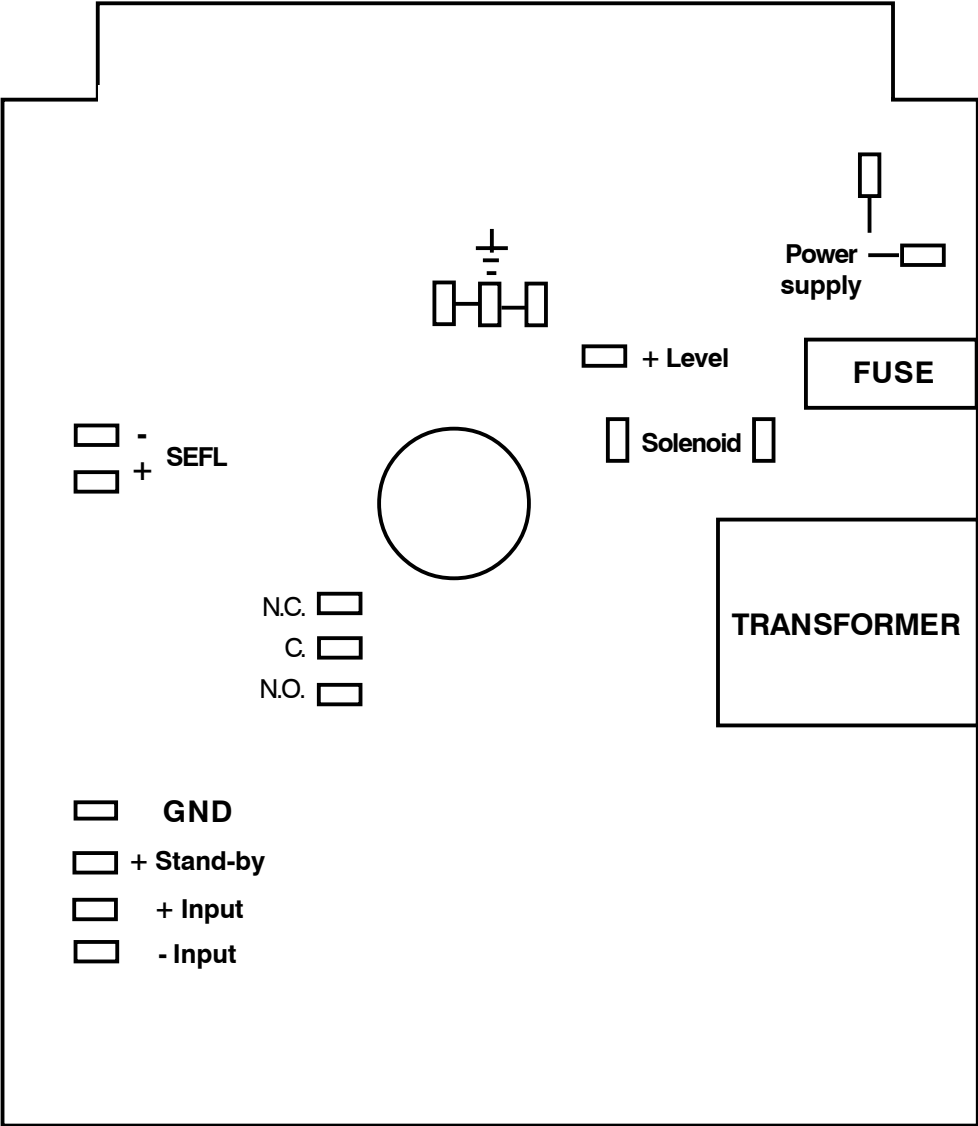 Power
supply
+ Level
FUSE
Solenoid
-
+ SEFL
N.C.
C.
TRANSFORMER
N.O.
GND
+ Stand-by
+ Input
- Input